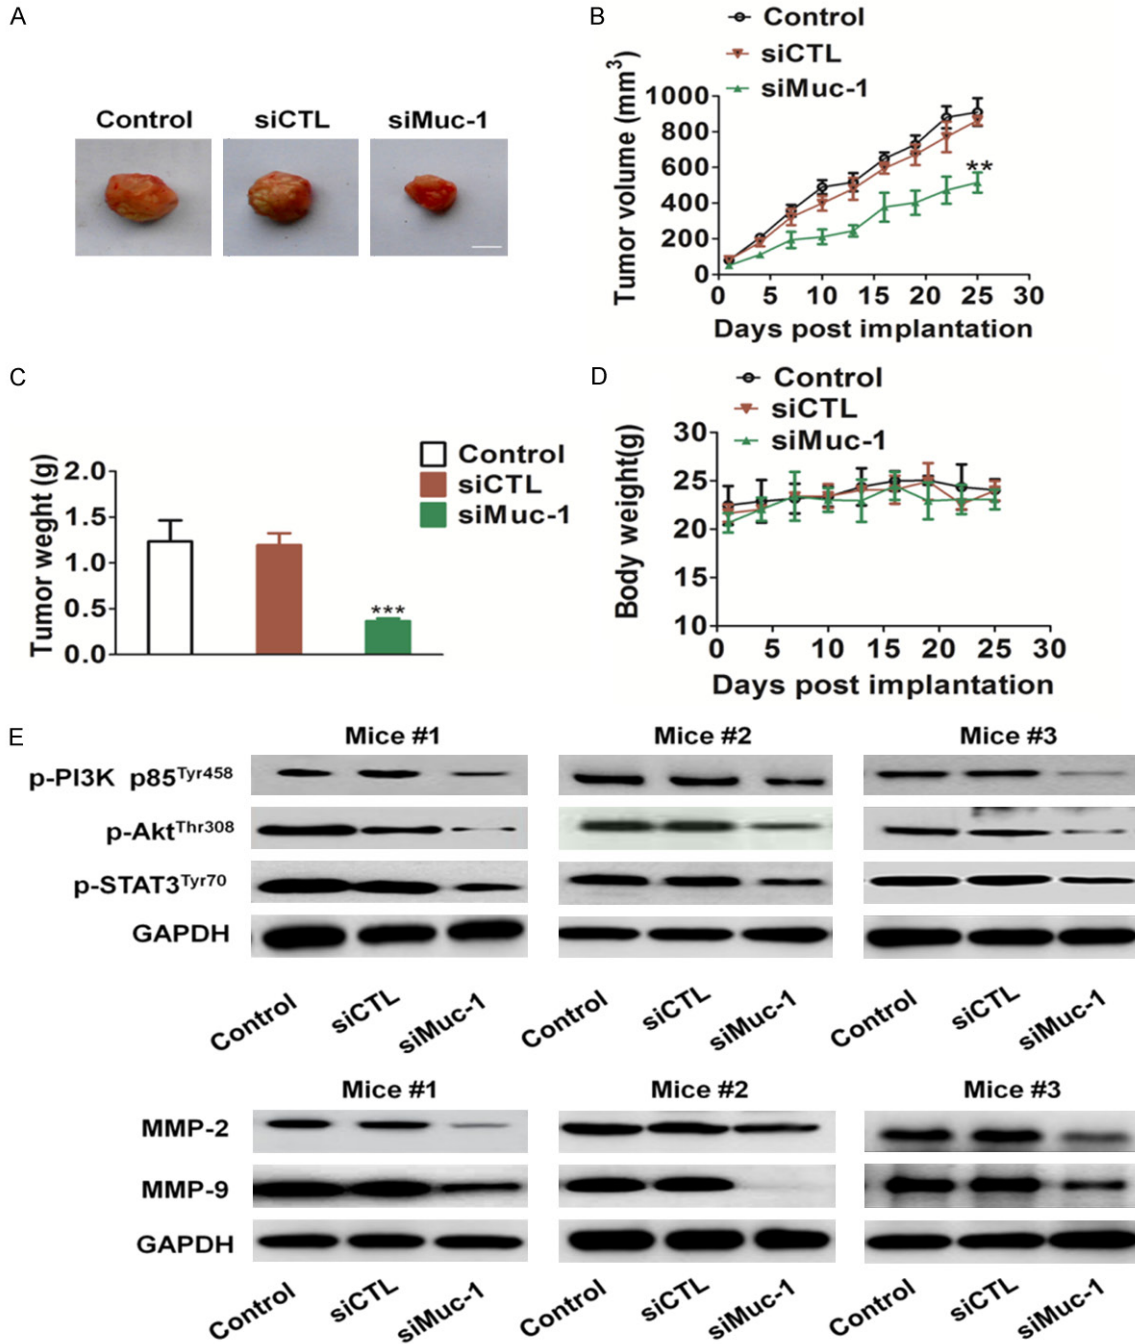 A
Control siCTL siMuc-1
B
Control
siCTL
siMuc-1
Tumor volume (mm³)
1000
800
600
400
200
0
0 5 10 15 20 25 30
**
Days post implantation
C
Control
siCTL
siMuc-1
Tumor weght (g)
2.0
1.5
1.0
0.5
0.0
***
D
Control
siCTL
siMuc-1
Body weight(g)
30
25
20
15
10
0 5 10 15 20 25 30
Days post implantation
E
Mice #1 Mice #2 Mice #3
p-PI3K p85Tyr458
p-AktThr308
p-STAT3Tyr70
GAPDH
Control siCTL siMuc-1 Control siCTL siMuc-1 Control siCTL siMuc-1
Mice #1 Mice #2 Mice #3
MMP-2
MMP-9
GAPDH
Control siCTL siMuc-1 Control siCTL siMuc-1 Control siCTL siMuc-1